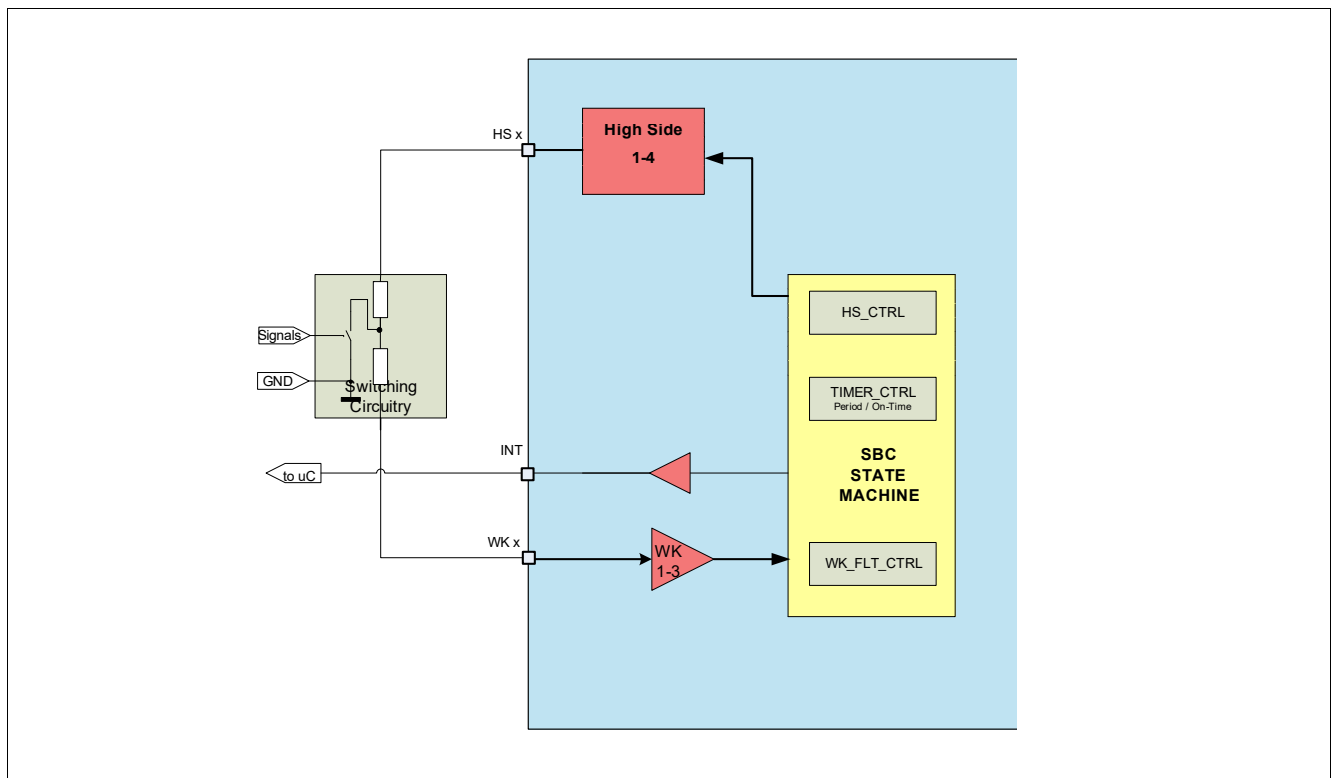 High Side
1-4
HS x
HS_CTRL
Signals
TIMER_CTRL
Period / On-Time
GND
Switching
Circuitry
INT
SBC
STATE
MACHINE
to uC
WK x
WK
1-3
WK_FLT_CTRL